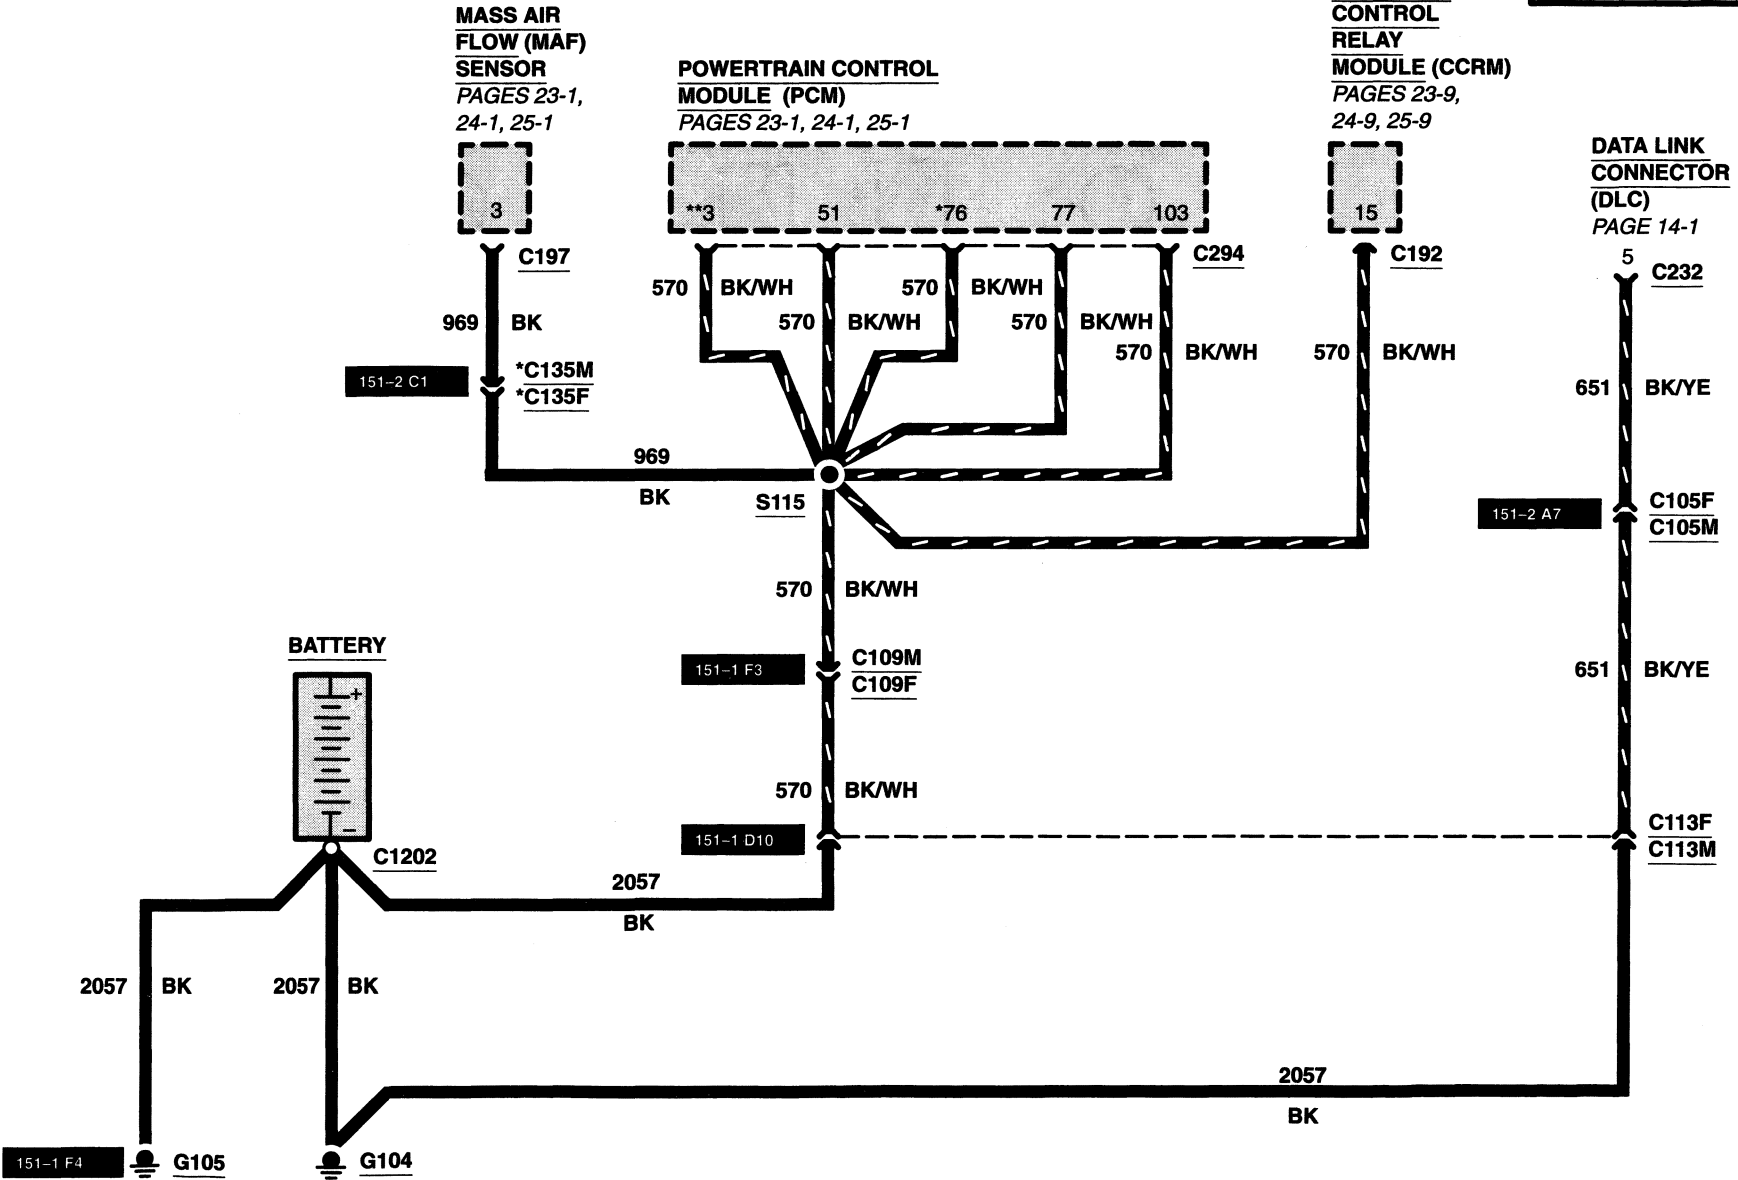 MASS AIR
FLOW (MAF)
SENSOR
PAGES 23-1,
24-1, 25-1
POWERTRAIN CONTROL
MODULE (PCM)
PAGES 23-1, 24-1, 25-1
CONTROL
RELAY
MODULE (CCRM)
PAGES 23-9,
24-9, 25-9
DATA LINK
CONNECTOR
(DLC)
PAGE 14-1
3
**3 51 *76 77 103
15
5
C197
C294
C192
C232
570 BK/WH
570 BK/WH
969 BK
570 BK/WH
570 BK/WH
570 BK/WH
570 BK/WH
151-2 C1
*C135M
*C135F
651 BK/YE
969
BK
S115
151-2 A7
C105F
C105M
570 BK/WH
BATTERY
+
−
151-1 F3
C109M
C109F
651 BK/YE
570 BK/WH
151-1 D10
C113F
C113M
C1202
2057
BK
2057 BK
2057 BK
2057
BK
151-1 F4
G105
G104